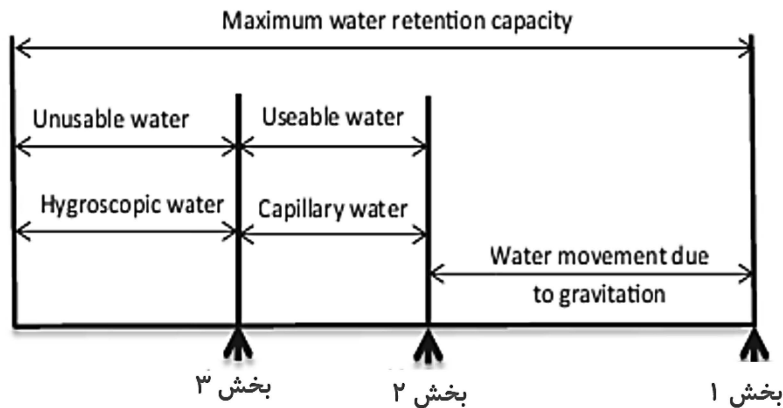 Maximum water retention capacity
Unusable water
Useable water
Hygroscopic water
Capillary water
Water movement due
to gravitation
بخش ۳
بخش ۲
بخش ۱